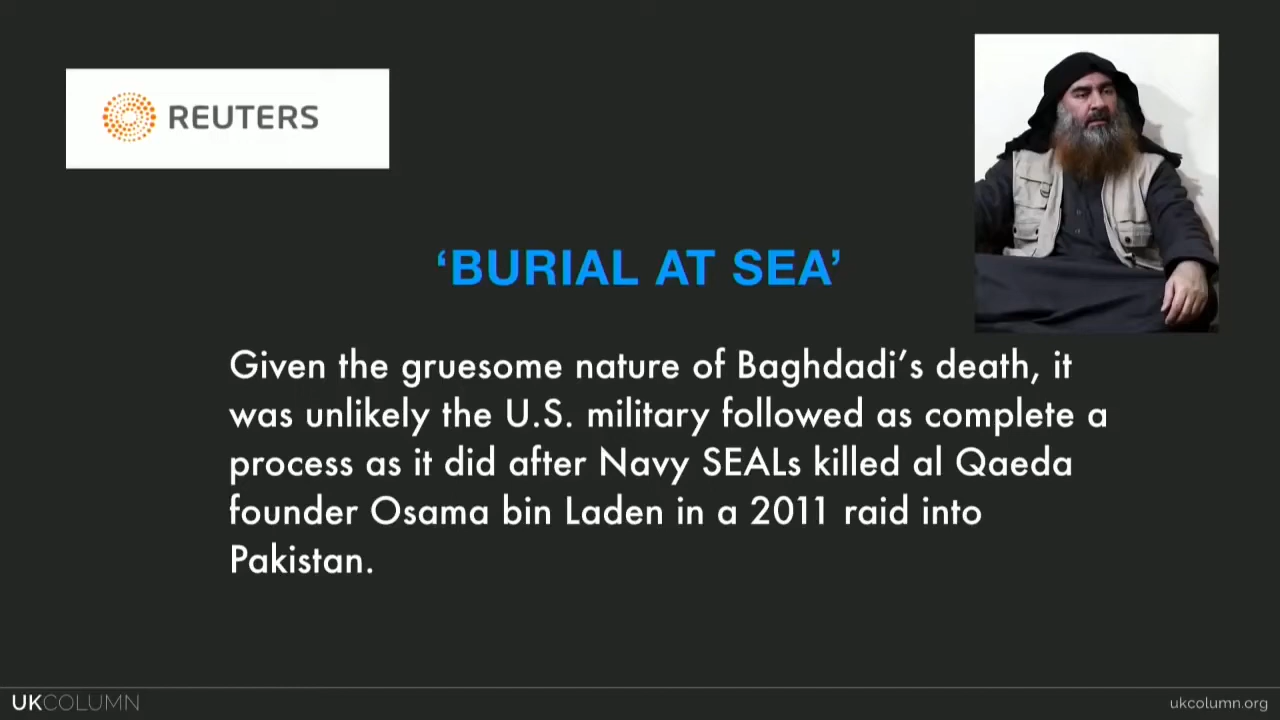 REUTERS
‘BURIAL AT SEA’
Given the gruesome nature of Baghdadi’s death, it
was unlikely the U.S. military followed as complete a
process as it did after Navy SEALs killed al Qaeda
founder Osama bin Laden in a 2011 raid into
Pakistan.
UKCOLUMN
ukcolumn.org